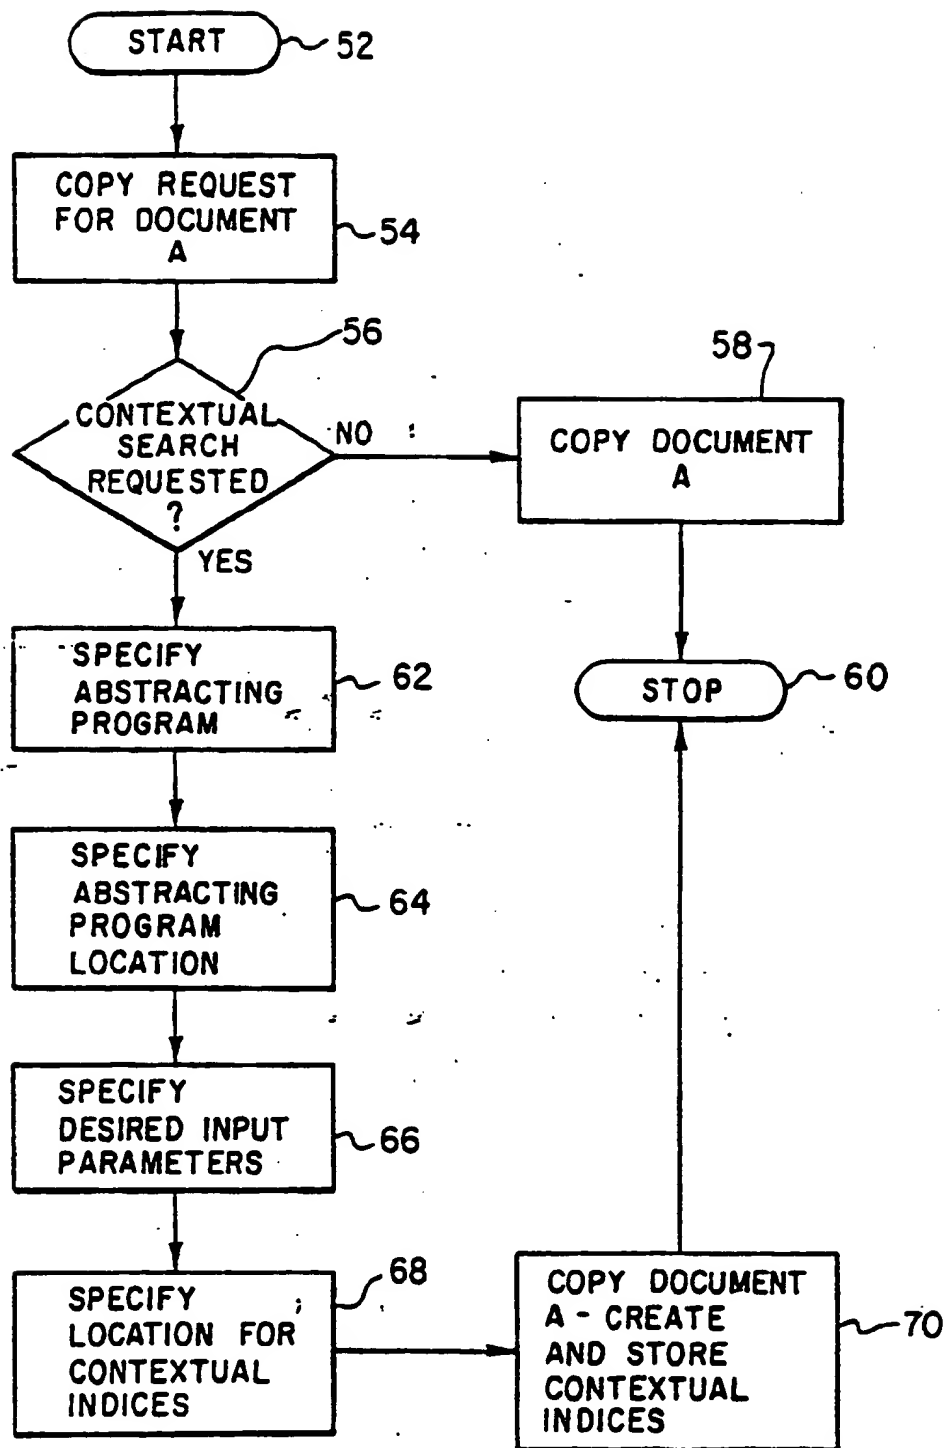 START
52
COPY REQUEST
FOR DOCUMENT
A
54
56
CONTEXTUAL
SEARCH
REQUESTED
?
NO
YES
58
COPY DOCUMENT
A
STOP
60
SPECIFY
ABSTRACTING
PROGRAM
62
SPECIFY
ABSTRACTING
PROGRAM
LOCATION
64
SPECIFY
DESIRED INPUT
PARAMETERS
66
SPECIFY
LOCATION FOR
CONTEXTUAL
INDICES
68
COPY DOCUMENT
A - CREATE
AND STORE
CONTEXTUAL
INDICES
70